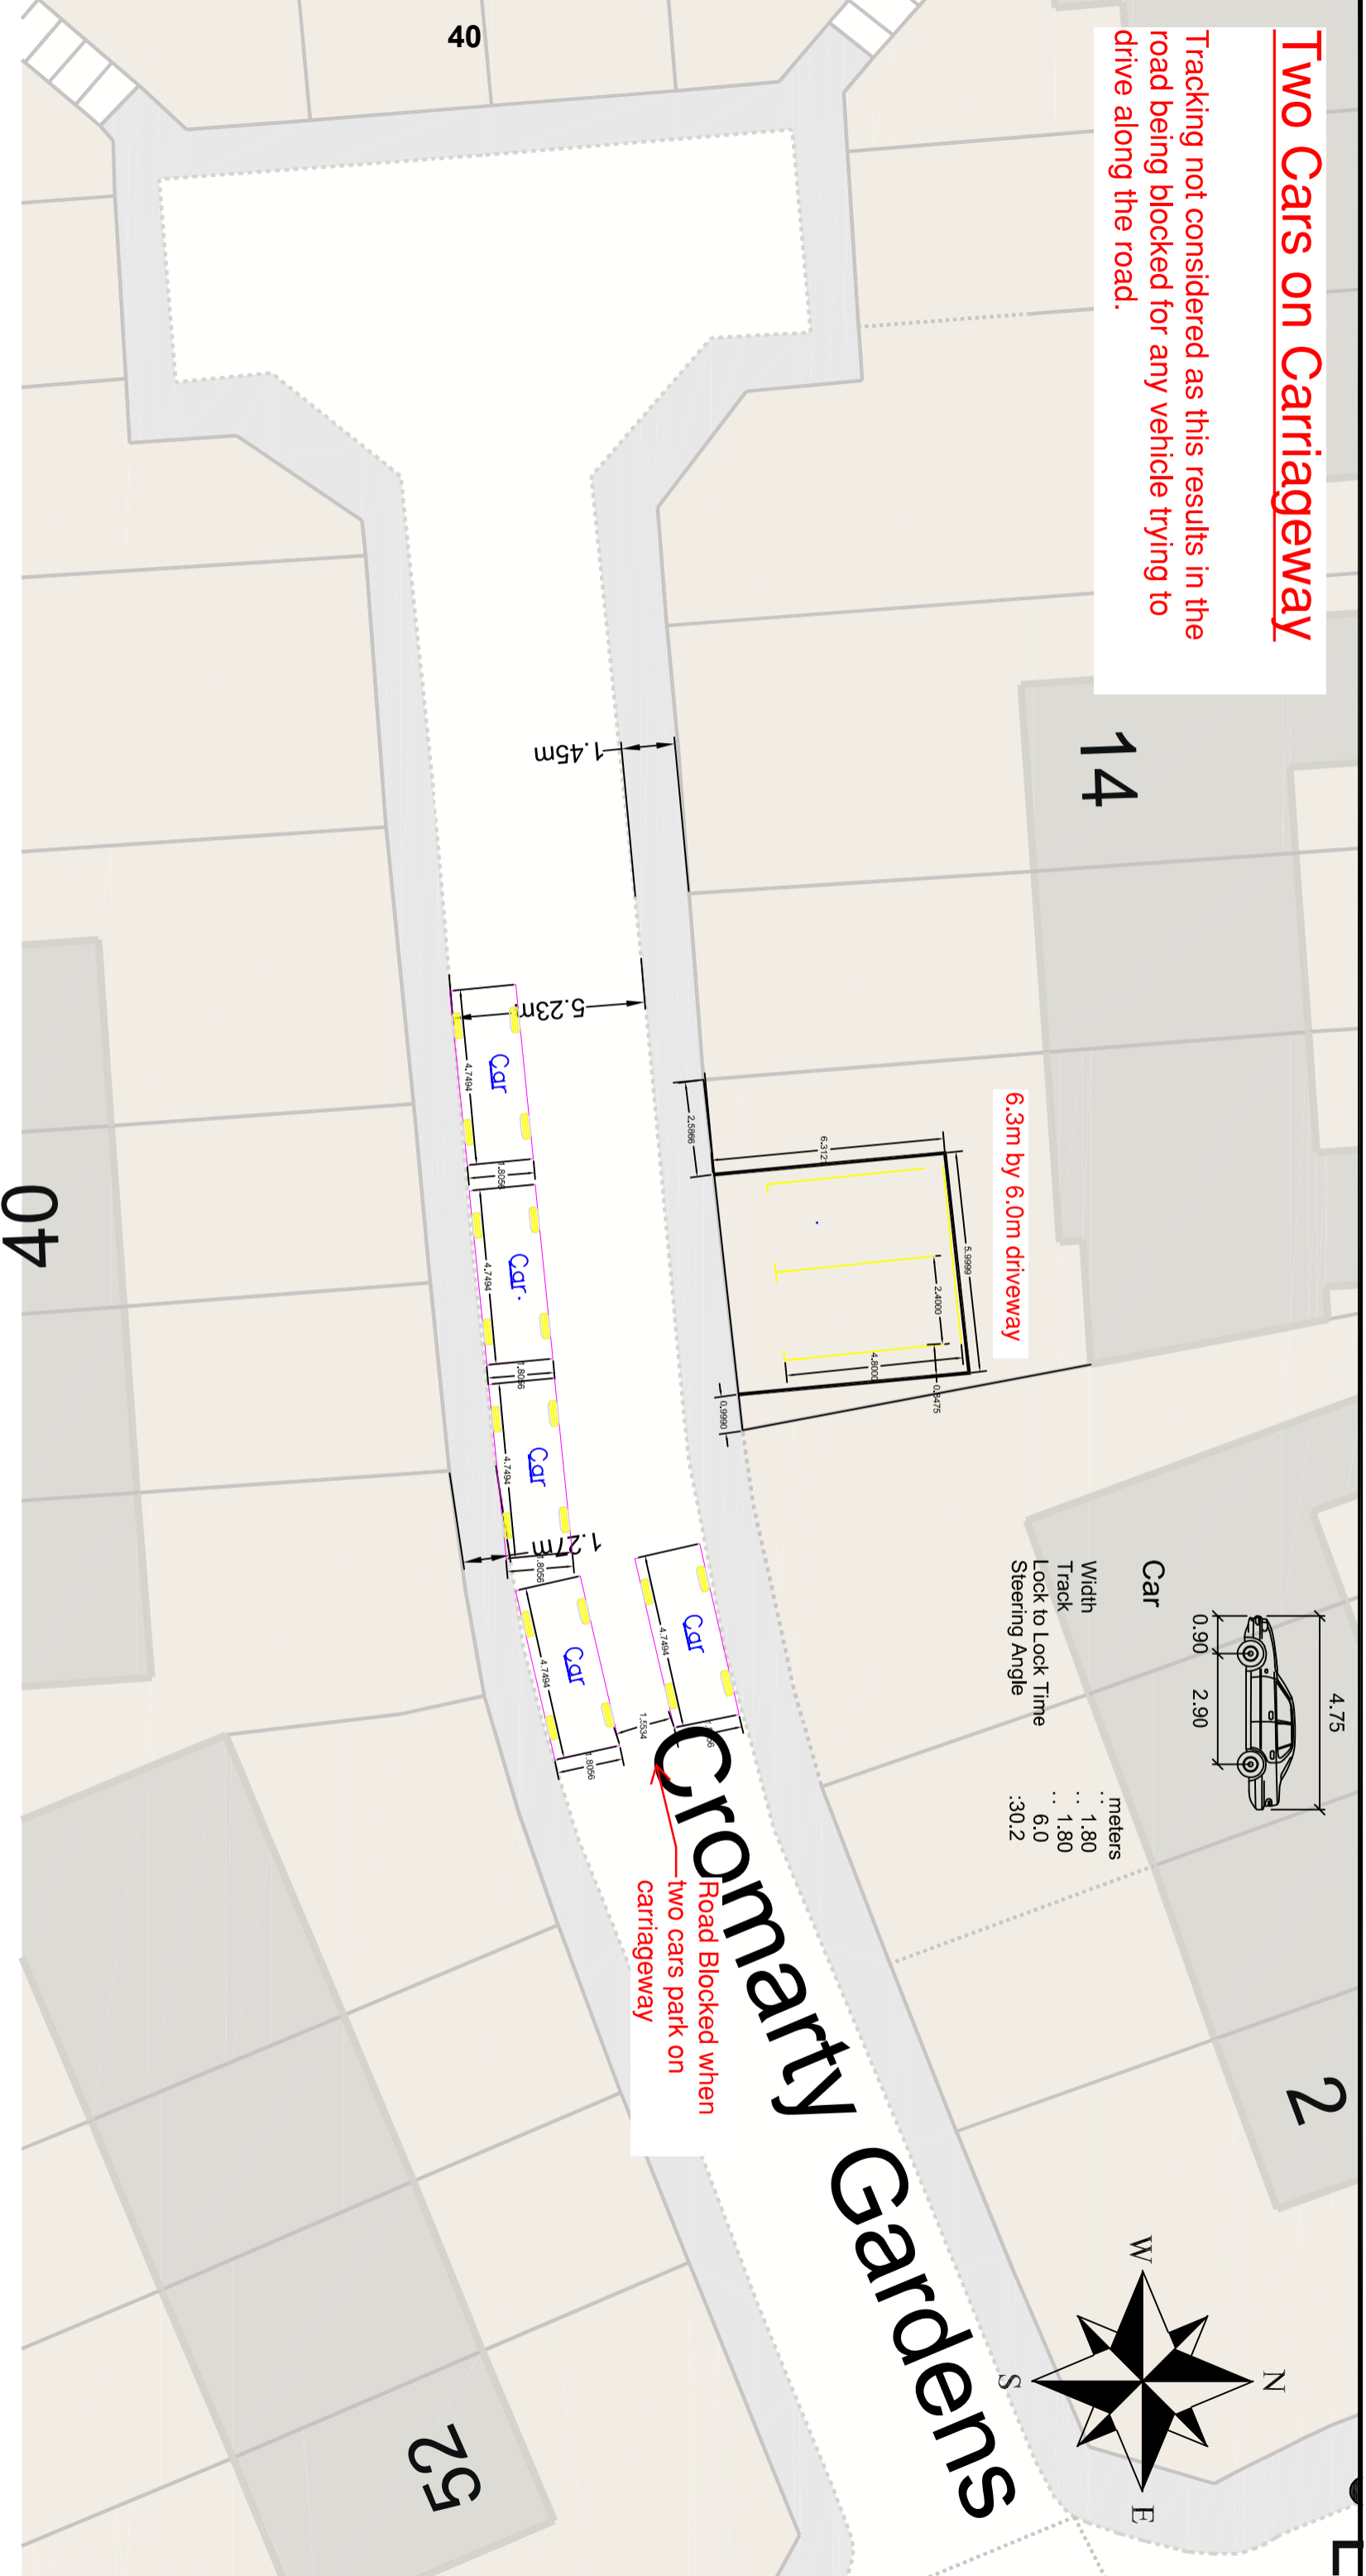 Two Cars on Carriageway
Tracking not considered as this results in the
road being blocked for any vehicle trying to
drive along the road.
40
14
1.45m
5.23m
6.3m by 6.0m driveway
2.5866
5.9999
2.4000
4.8000
0.9990
Car
4.7494
1.8056
Car
4.7494
1.8056
Car
4.7494
1.8056
1.27m
Car
4.7494
1.8056
Car
4.7494
1.5534
40
Car
4.75
0.90
2.90
meters
Width : 1.80
Track : 1.80
Lock to Lock Time : 6.0
Steering Angle : 30.2
Road Blocked when
two cars park on
carriageway
Cromarty Gardens
2
52
N
W
E
S